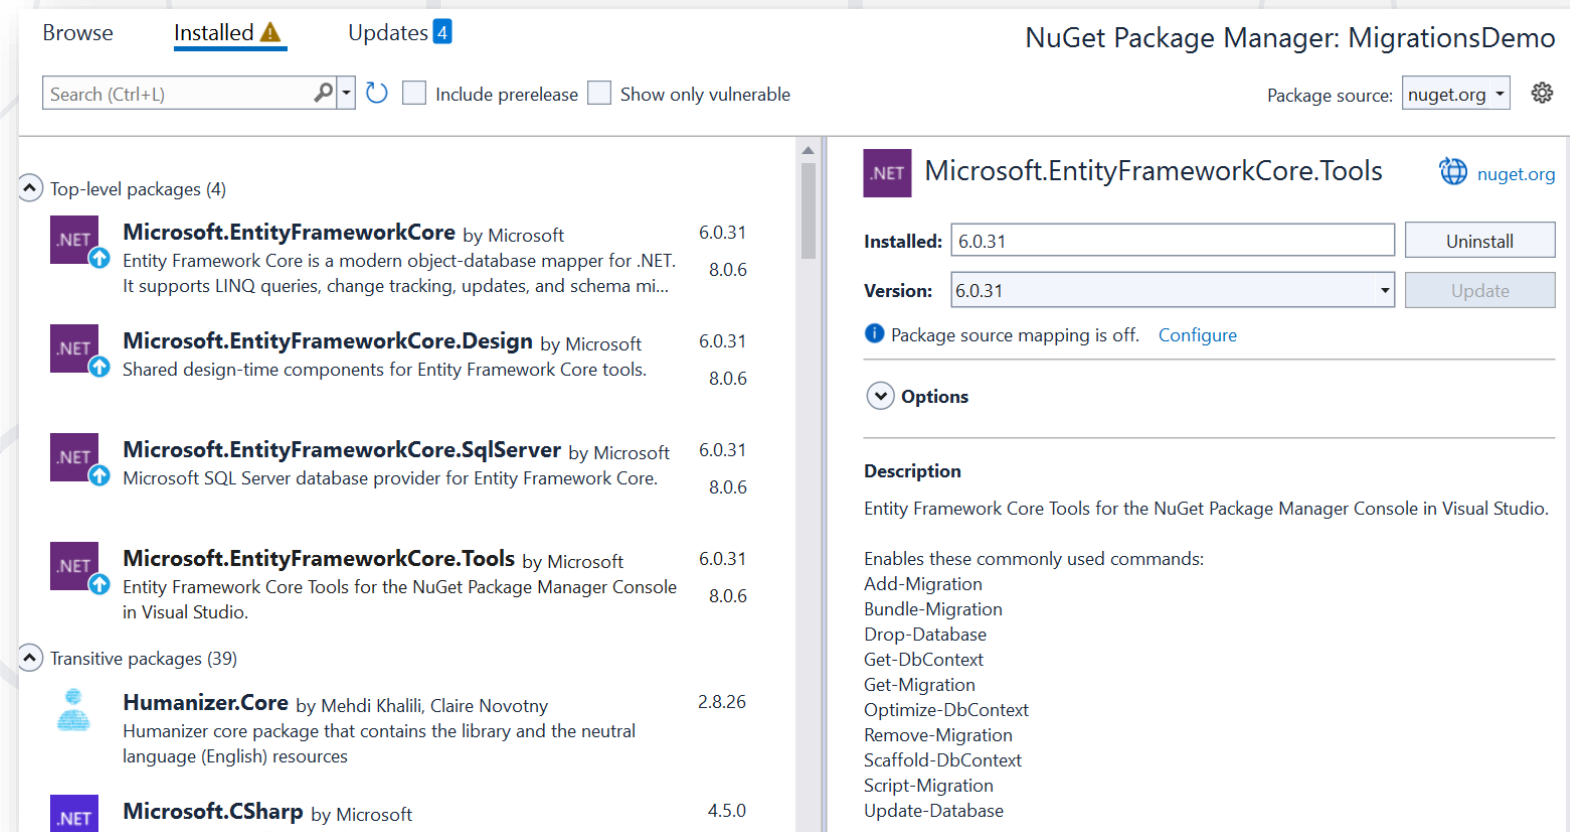 Browse
Installed
Updates 4
NuGet Package Manager: MigrationsDemo
Search (Ctrl+L)
Include prerelease
Show only vulnerable
Package source: nuget.org
Top-level packages (4)
.NET
Microsoft.EntityFrameworkCore by Microsoft
6.0.31
Entity Framework Core is a modern object-database mapper for .NET.
8.0.6
It supports LINQ queries, change tracking, updates, and schema mi...
.NET
Microsoft.EntityFrameworkCore.Design by Microsoft
6.0.31
Shared design-time components for Entity Framework Core tools.
8.0.6
.NET
Microsoft.EntityFrameworkCore.SqlServer by Microsoft
6.0.31
Microsoft SQL Server database provider for Entity Framework Core.
8.0.6
.NET
Microsoft.EntityFrameworkCore.Tools by Microsoft
6.0.31
Entity Framework Core Tools for the NuGet Package Manager Console
8.0.6
in Visual Studio.
Transitive packages (39)
Humanizer.Core by Mehdi Khalili, Claire Novotny
2.8.26
Humanizer core package that contains the library and the neutral
language (English) resources
.NET
Microsoft.CSharp by Microsoft
4.5.0
.NET
Microsoft.EntityFrameworkCore.Tools
nuget.org
Installed: 6.0.31
Uninstall
Version: 6.0.31
Update
Package source mapping is off. Configure
Options
Description
Entity Framework Core Tools for the NuGet Package Manager Console in Visual Studio.
Enables these commonly used commands:
Add-Migration
Bundle-Migration
Drop-Database
Get-DbContext
Get-Migration
Optimize-DbContext
Remove-Migration
Scaffold-DbContext
Script-Migration
Update-Database